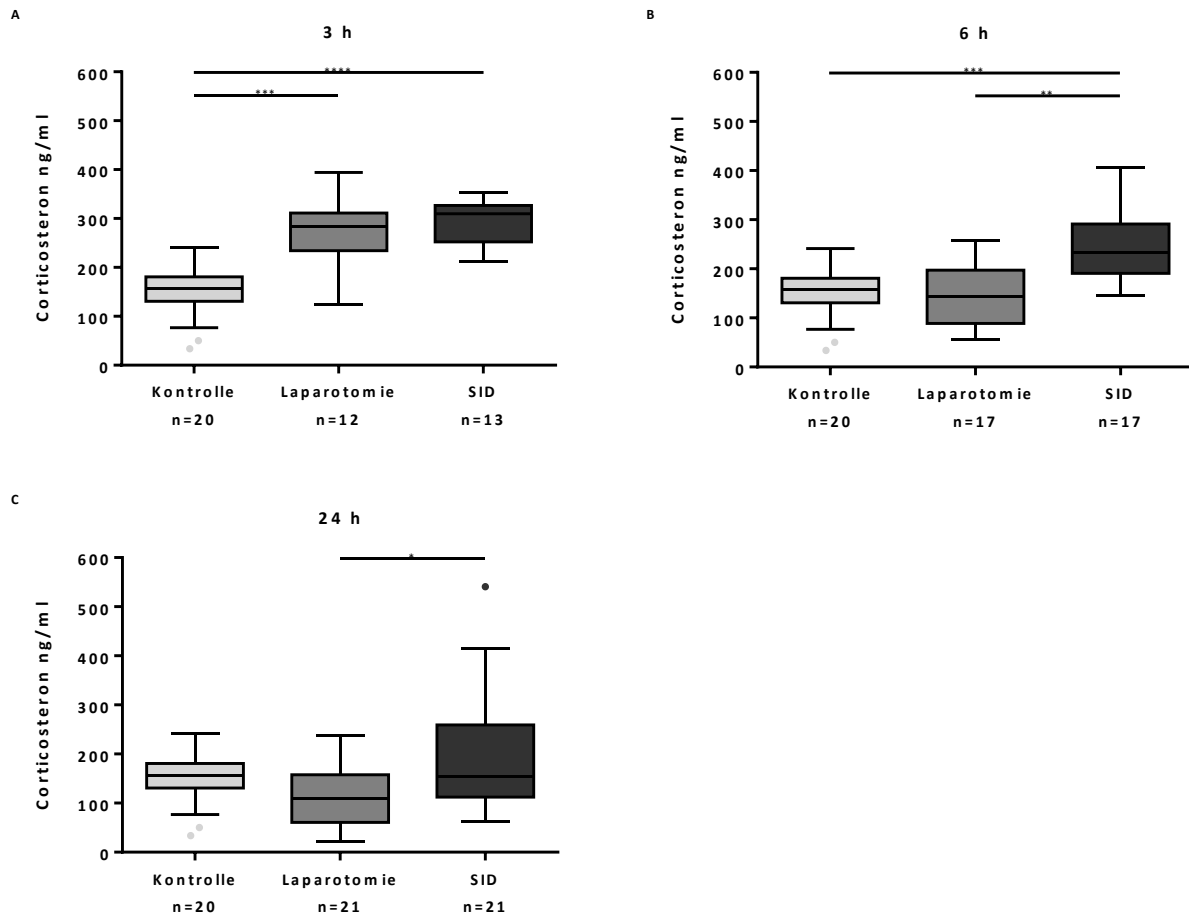 A
3 h
****
***
600
500
400
300
200
100
0
Corticosteron ng/ml
Kontrolle Laparotomie SID
n=20 n=12 n=13
B
6 h
***
**
600
500
400
300
200
100
0
Corticosteron ng/ml
Kontrolle Laparotomie SID
n=20 n=17 n=17
C
24 h
*
600
500
400
300
200
100
0
Corticosteron ng/ml
Kontrolle Laparotomie SID
n=20 n=21 n=21